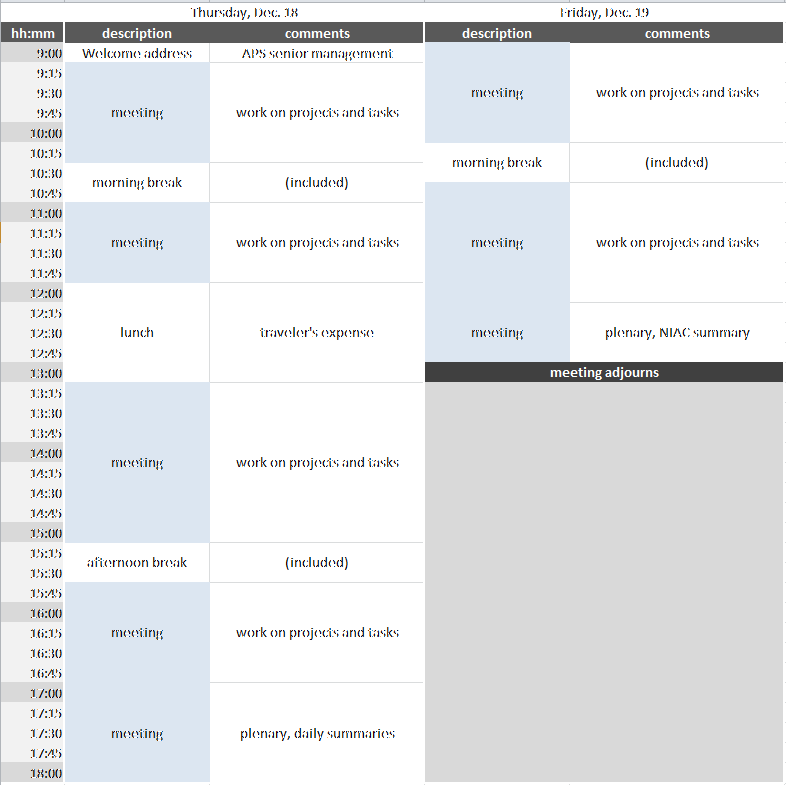 Thursday, Dec. 18 Friday, Dec. 19
hh:mm description comments description comments
9:00 Welcome address APS senior management
9:15
9:30 meeting work on projects and tasks
9:45 meeting work on projects and tasks
10:00
10:15 morning break (included)
10:30 morning break (included)
10:45
11:00
11:15 meeting work on projects and tasks meeting work on projects and tasks
11:30
11:45
12:00
12:15
12:30 lunch traveler's expense meeting plenary, NIAC summary
12:45
13:00 meeting adjourns
13:15
13:30
13:45
14:00 meeting work on projects and tasks
14:15
14:30
14:45
15:00
15:15 afternoon break (included)
15:30
15:45
16:00
16:15 meeting work on projects and tasks
16:30
16:45
17:00
17:15
17:30 meeting plenary, daily summaries
17:45
18:00